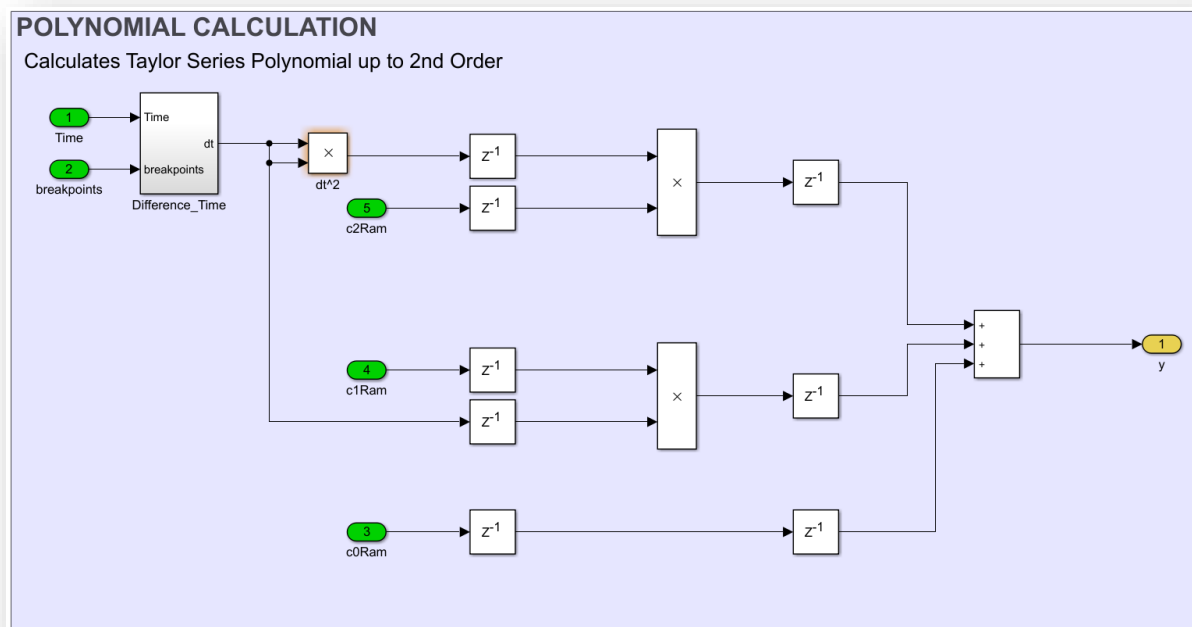 POLYNOMIAL CALCULATION
Calculates Taylor Series Polynomial up to 2nd Order
1
Time
2
breakpoints
Time
dt
breakpoints
Difference_Time
×
dt^2
5
c2Ram
z-1
z-1
×
z-1
4
c1Ram
z-1
z-1
×
z-1
3
c0Ram
z-1
z-1
+
+
+
1
y